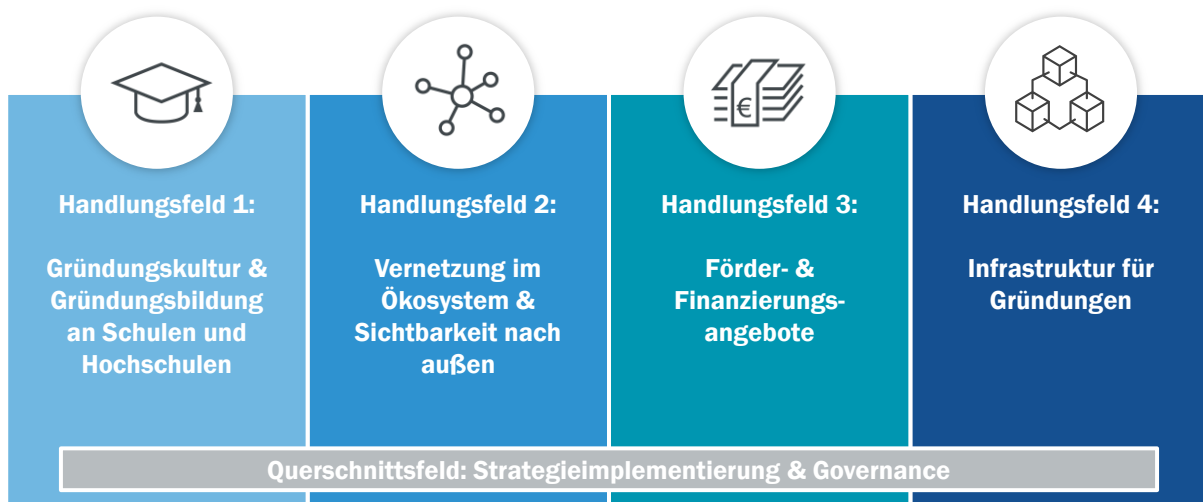 €
Handlungsfeld 1:
Gründungskultur &
Gründungsbildung
an Schulen und
Hochschulen
Handlungsfeld 2:
Vernetzung im
Ökosystem &
Sichtbarkeit nach
außen
Handlungsfeld 3:
Förder- &
Finanzierungs-
angebote
Handlungsfeld 4:
Infrastruktur für
Gründungen
Querschnittsfeld: Strategieimplementierung & Governance